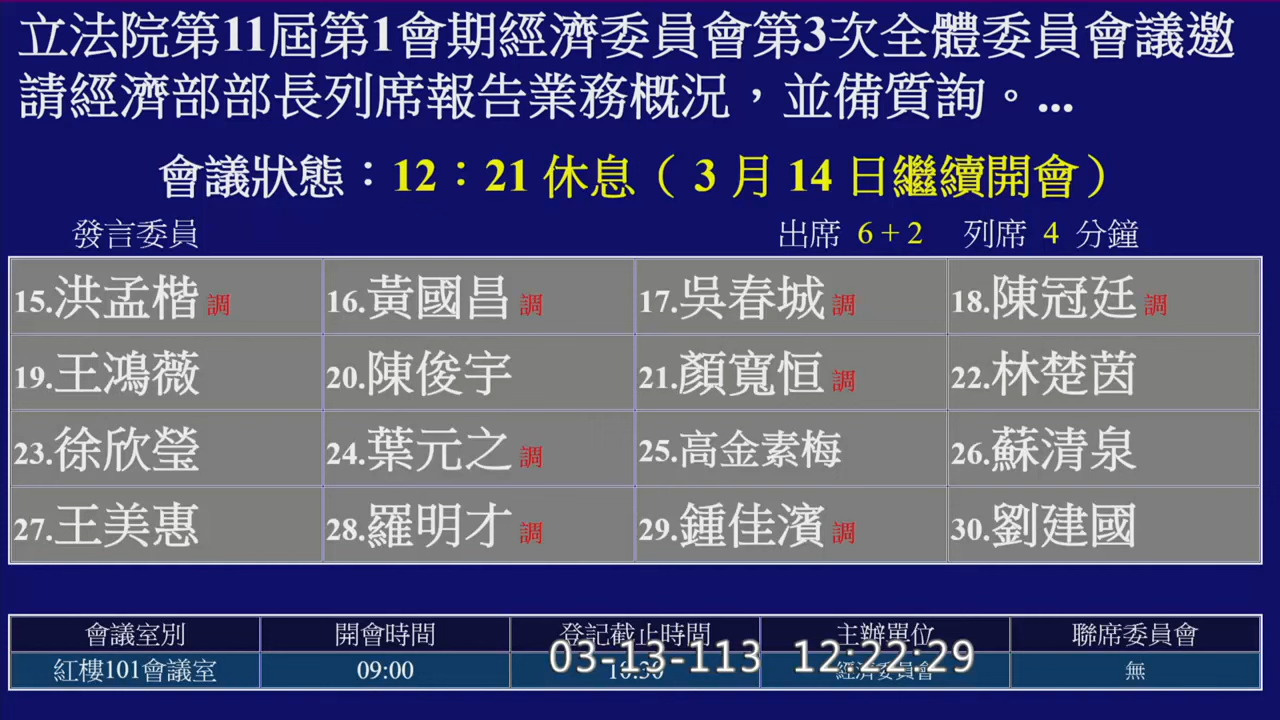 立法院第11屆第1會期經濟委員會第3次全體委員會議邀
請經濟部部長列席報告業務概況，並備質詢。...
會議狀態：12：21 休息（ 3 月 14 日繼續開會）
發言委員 出席 6 + 2 列席 4 分鐘
15.洪孟楷 調 16.黃國昌 調 17.吳春城 調 18.陳冠廷 調
19.王鴻薇 20.陳俊宇 21.顏寬恒 調 22.林楚茵
23.徐欣瑩 24.葉元之 調 25.高金素梅 26.蘇清泉
27.王美惠 28.羅明才 調 29.鍾佳濱 調 30.劉建國
會議室別 開會時間 登記截止時間 主辦單位 聯席委員會
03-13-113 12:22:29
紅樓101會議室 09:00 10:30 經濟委員會 無